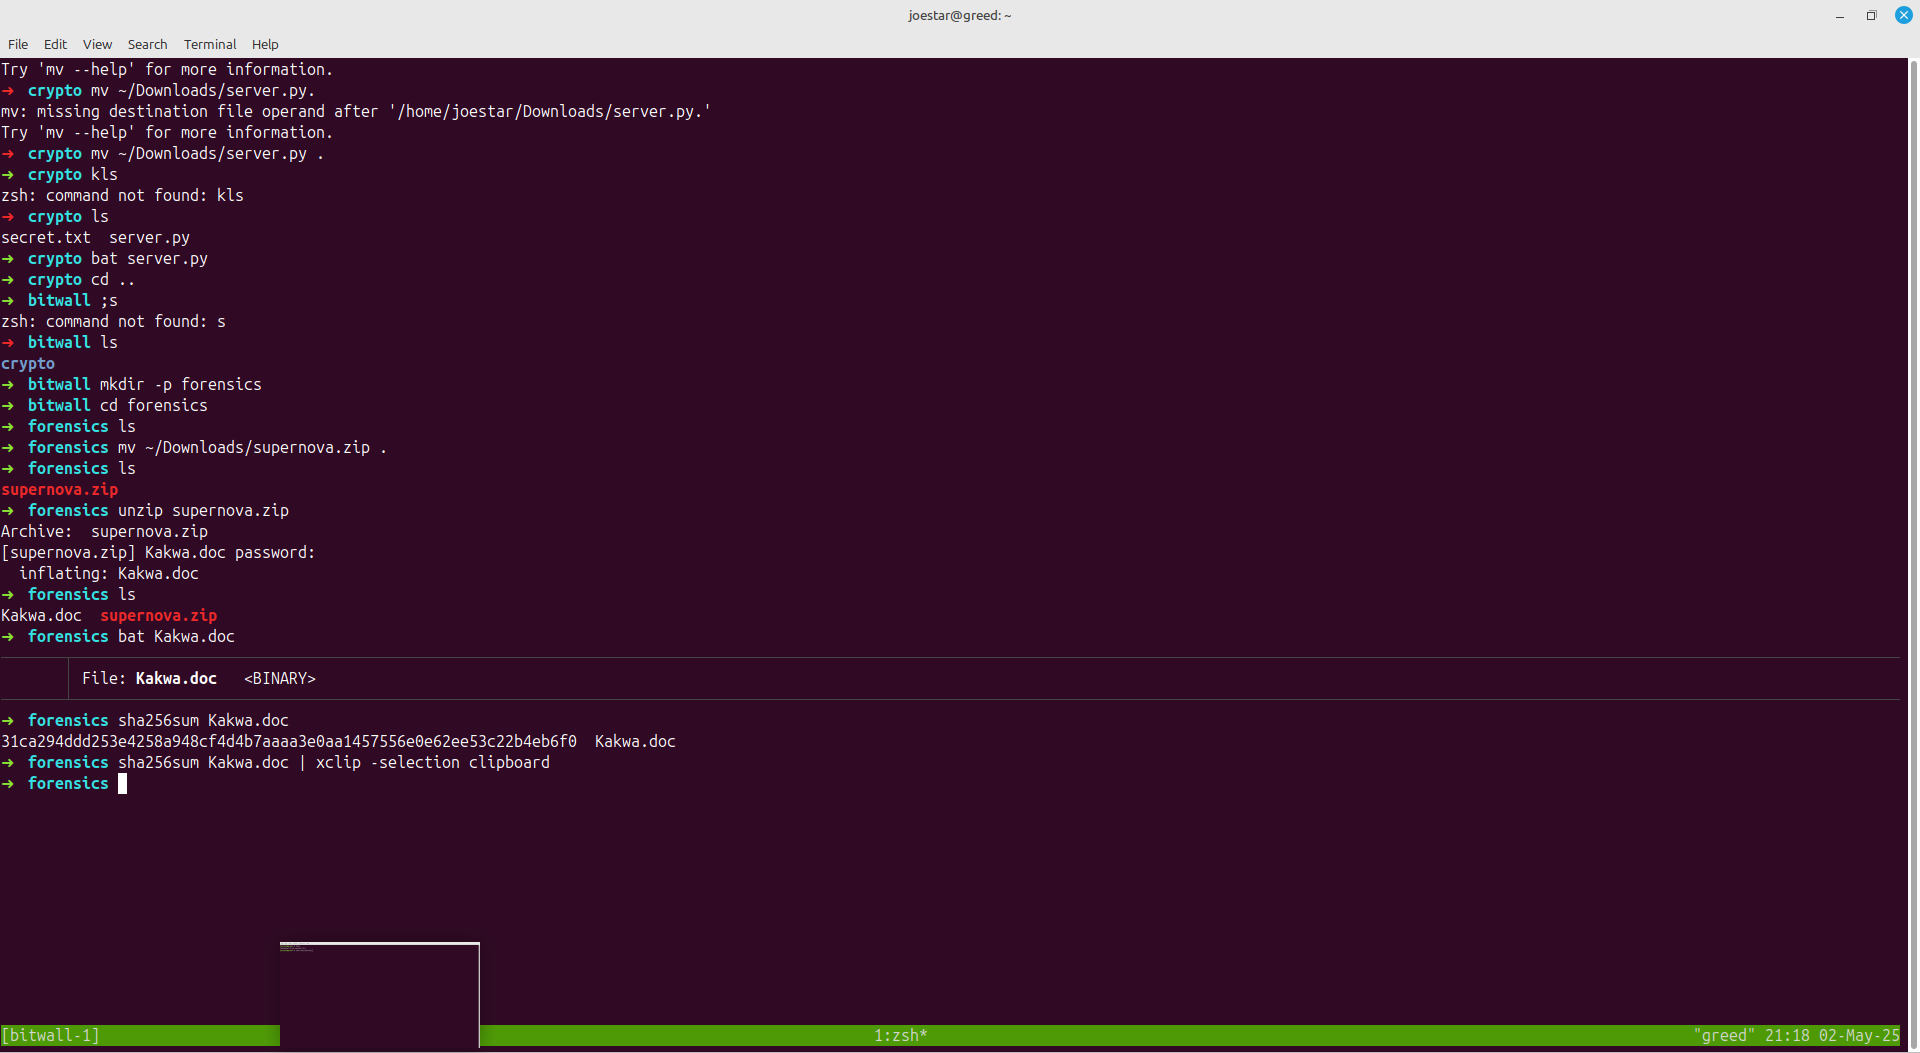 joestar@greed: ~
File Edit View Search Terminal Help
Try 'mv --help' for more information.
➜ crypto mv ~/Downloads/server.py.
mv: missing destination file operand after '/home/joestar/Downloads/server.py.'
Try 'mv --help' for more information.
➜ crypto mv ~/Downloads/server.py .
➜ crypto kls
zsh: command not found: kls
➜ crypto ls
secret.txt  server.py
➜ crypto bat server.py
➜ crypto cd ..
➜ bitwall ;s
zsh: command not found: s
➜ bitwall ls
crypto
➜ bitwall mkdir -p forensics
➜ bitwall cd forensics
➜ forensics ls
➜ forensics mv ~/Downloads/supernova.zip .
➜ forensics ls
supernova.zip
➜ forensics unzip supernova.zip
Archive:  supernova.zip
[supernova.zip] Kakwa.doc password:
  inflating: Kakwa.doc
➜ forensics ls
Kakwa.doc  supernova.zip
➜ forensics bat Kakwa.doc
File: Kakwa.doc   <BINARY>
➜ forensics sha256sum Kakwa.doc
31ca294ddd253e4258a948cf4d4b7aaaa3e0aa1457556e0e62ee53c22b4eb6f0  Kakwa.doc
➜ forensics sha256sum Kakwa.doc | xclip -selection clipboard
➜ forensics
[bitwall-1] 1:zsh* "greed" 21:18 02-May-25